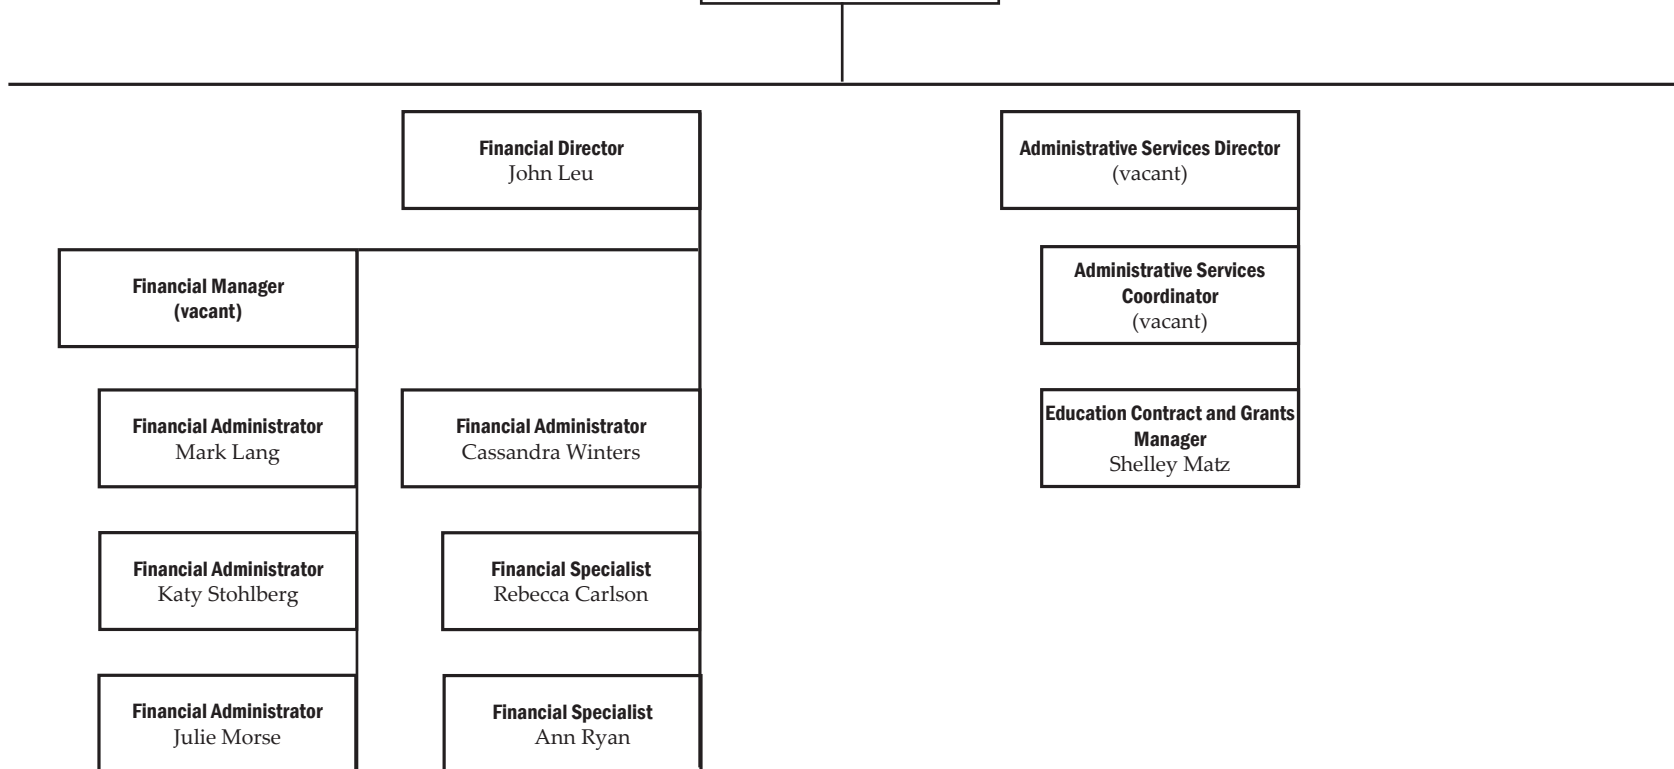 Financial Director
John Leu
Administrative Services Director
(vacant)
Financial Manager
(vacant)
Administrative Services
Coordinator
(vacant)
Financial Administrator
Mark Lang
Financial Administrator
Cassandra Winters
Education Contract and Grants
Manager
Shelley Matz
Financial Administrator
Katy Stohlberg
Financial Specialist
Rebecca Carlson
Financial Administrator
Julie Morse
Financial Specialist
Ann Ryan